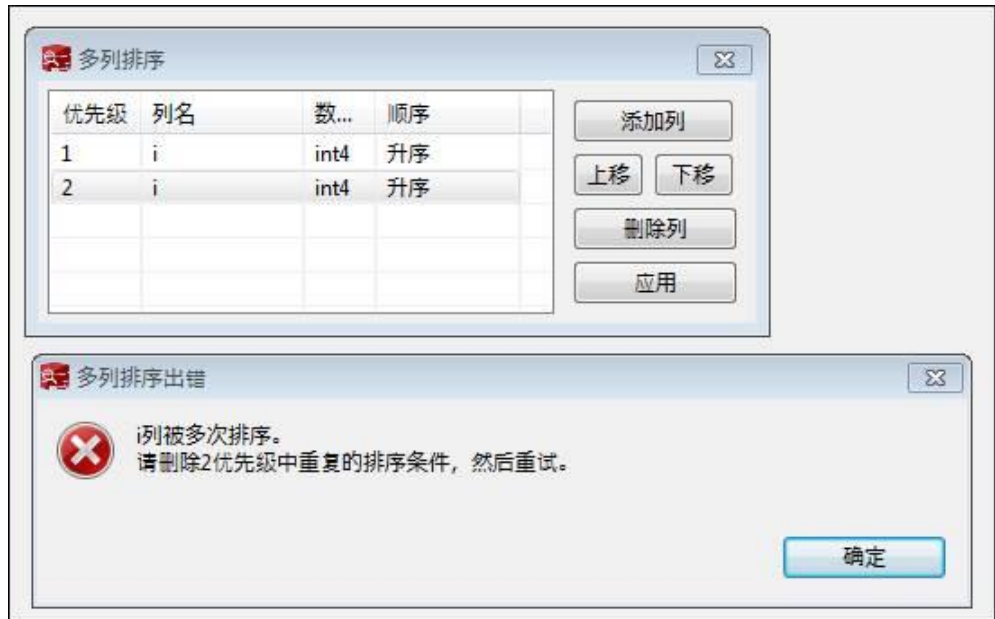 多列排序
优先级 列名 数... 顺序
1 i int4 升序
2 i int4 升序
添加列
上移 下移
删除列
应用
多列排序出错
i列被多次排序。
请删除2优先级中重复的排序条件，然后重试。
确定